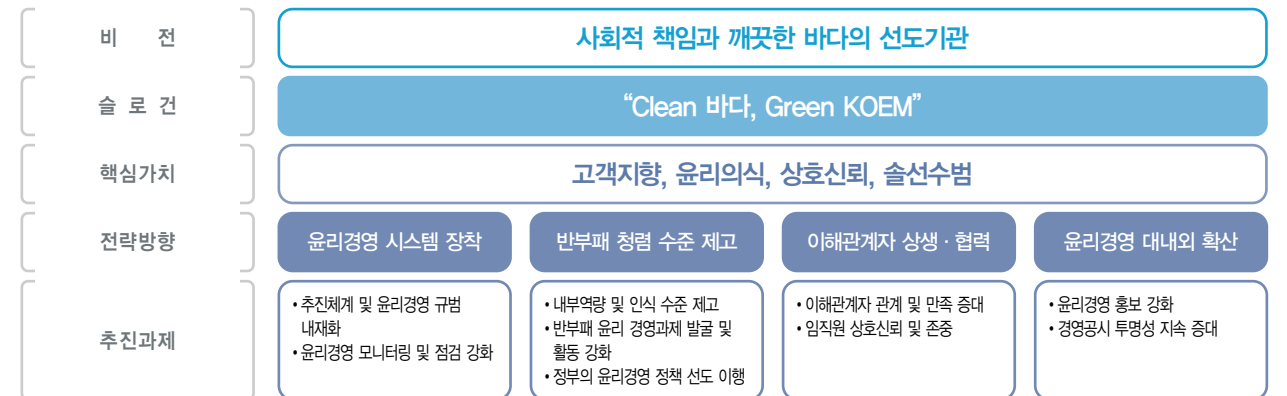 비 전
사회적 책임과 깨끗한 바다의 선도기관
슬 로 건
“Clean 바다, Green KOEM”
핵심가치
고객지향, 윤리의식, 상호신뢰, 솔선수범
전략방향
윤리경영 시스템 장착
반부패 청렴 수준 제고
이해관계자 상생 · 협력
윤리경영 대내외 확산
추진과제
• 추진체계 및 윤리경영 규범
내재화
• 윤리경영 모니터링 및 점검 강화
• 내부역량 및 인식 수준 제고
• 반부패 윤리 경영과제 발굴 및
활동 강화
• 정부의 윤리경영 정책 선도 이행
• 이해관계자 관계 및 만족 증대
• 임직원 상호신뢰 및 존중
• 윤리경영 홍보 강화
• 경영공시 투명성 지속 증대